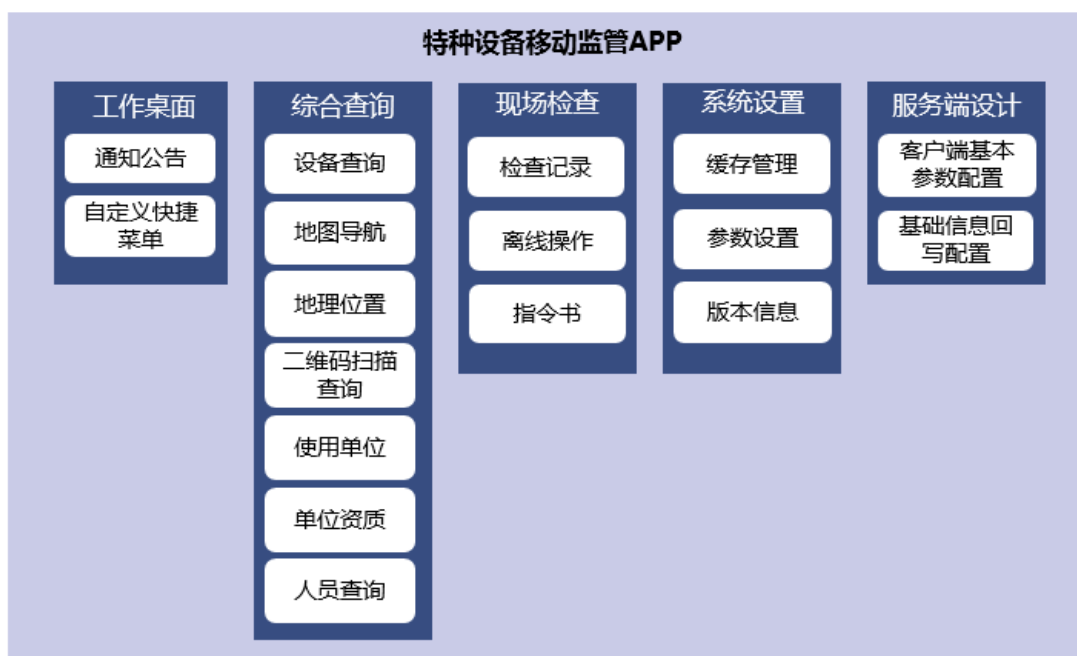 特种设备移动监管APP
工作桌面
通知公告
自定义快捷
菜单
综合查询
设备查询
地图导航
地理位置
二维码扫描
查询
使用单位
单位资质
人员查询
现场检查
检查记录
离线操作
指令书
系统设置
缓存管理
参数设置
版本信息
服务端设计
客户端基本
参数配置
基础信息回
写配置